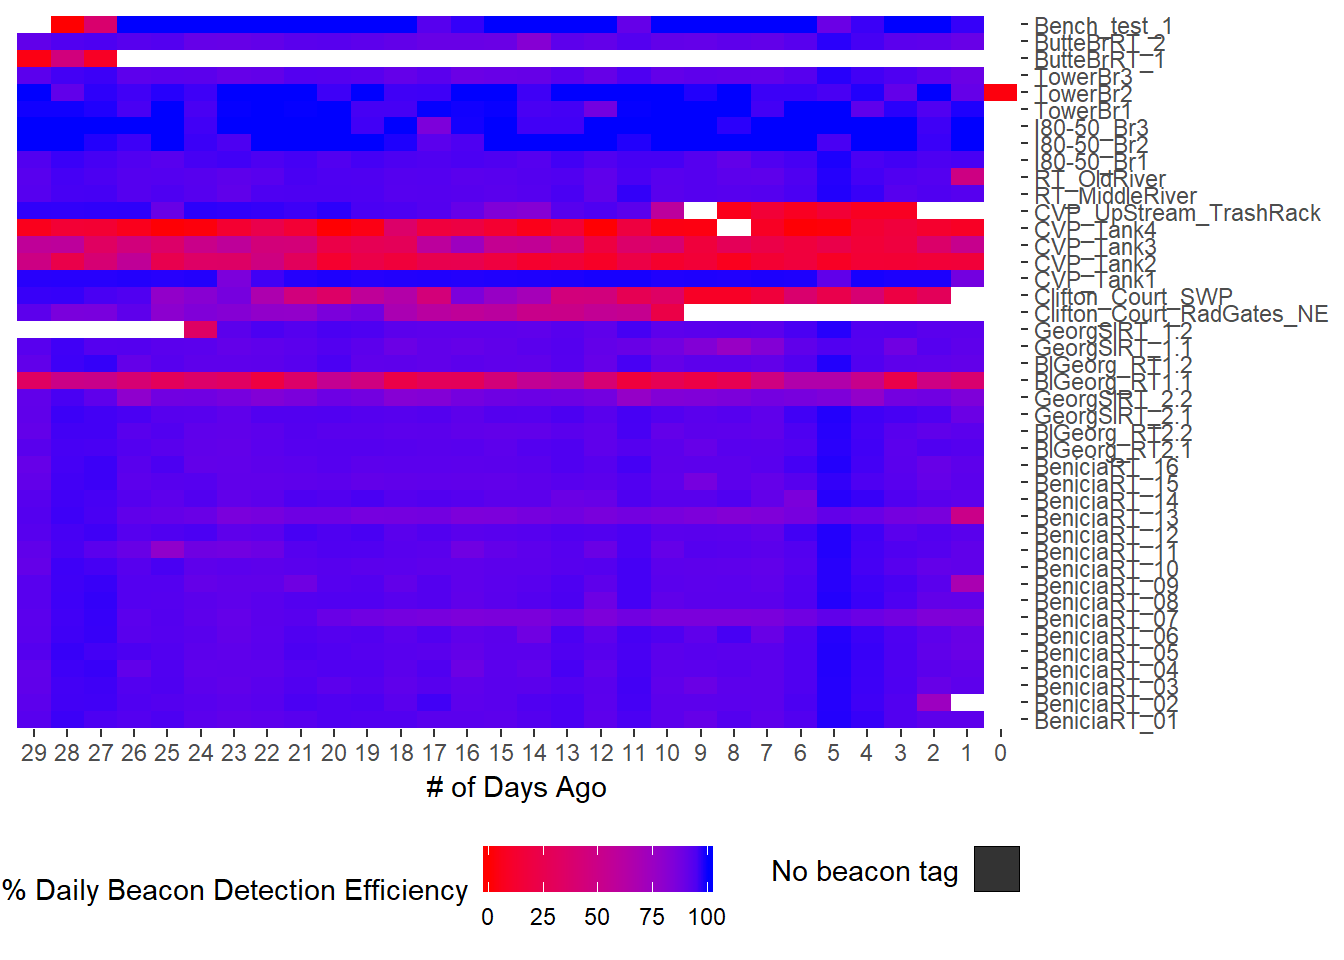 Bench_test_1
ButteBrRT_2
ButteBrRT_1
TowerBr3
TowerBr2
TowerBr1
I80-50_Br3
I80-50_Br2
I80-50_Br1
RT_OldRiver
RT_MiddleRiver
CVP_UpStream_TrashRack
CVP_Tank4
CVP_Tank3
CVP_Tank2
CVP_Tank1
Clifton_Court_SWP
Clifton_Court_RadGates_NE
GeorgSlRT_1.2
GeorgSlRT_1.1
BlGeorg_RT1.2
BlGeorg_RT1.1
GeorgSlRT_2.2
GeorgSlRT_2.1
BlGeorg_RT2.2
BlGeorg_RT2.1
BeniciaRT_16
BeniciaRT_15
BeniciaRT_14
BeniciaRT_13
BeniciaRT_12
BeniciaRT_11
BeniciaRT_10
BeniciaRT_09
BeniciaRT_08
BeniciaRT_07
BeniciaRT_06
BeniciaRT_05
BeniciaRT_04
BeniciaRT_03
BeniciaRT_02
BeniciaRT_01
29 28 27 26 25 24 23 22 21 20 19 18 17 16 15 14 13 12 11 10 9 8 7 6 5 4 3 2 1 0
# of Days Ago
% Daily Beacon Detection Efficiency
0 25 50 75 100
No beacon tag